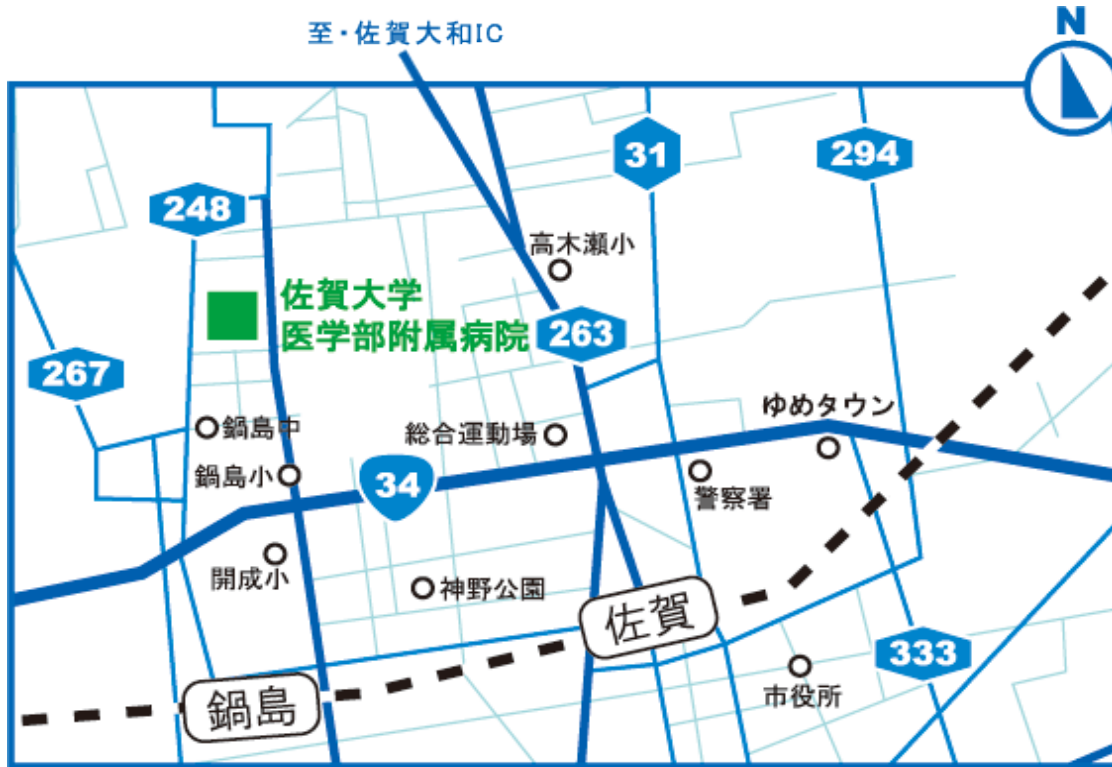 至・佐賀大和IC
N
31
294
248
高木瀬小
佐賀大学
医学部附属病院
263
267
ゆめタウン
鍋島中
総合運動場
鍋島小
34
警察署
開成小
神野公園
佐賀
333
市役所
鍋島